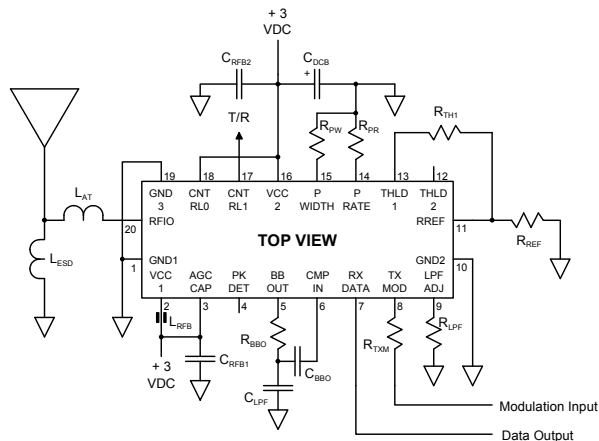 + 3
VDC
CRFB2
CDCB
+
T/R
RPW
RPR
RTH1
19
18
17
16
15
14
13
12
GND
3
CNT
RL0
CNT
RL1
VCC
2
P
WIDTH
P
RATE
THLD
1
THLD
2
LAT
20
RFIO
RREF
11
RREF
TOP VIEW
LESD
1
GND1
GND2
10
VCC
1
AGC
CAP
PK
DET
BB
OUT
CMP
IN
RX
DATA
TX
MOD
LPF
ADJ
2
3
4
5
6
7
8
9
LRFB
RBBO
RTXM
RLPF
+ 3
VDC
CRFB1
CBBO
CLPF
Modulation Input
Data Output